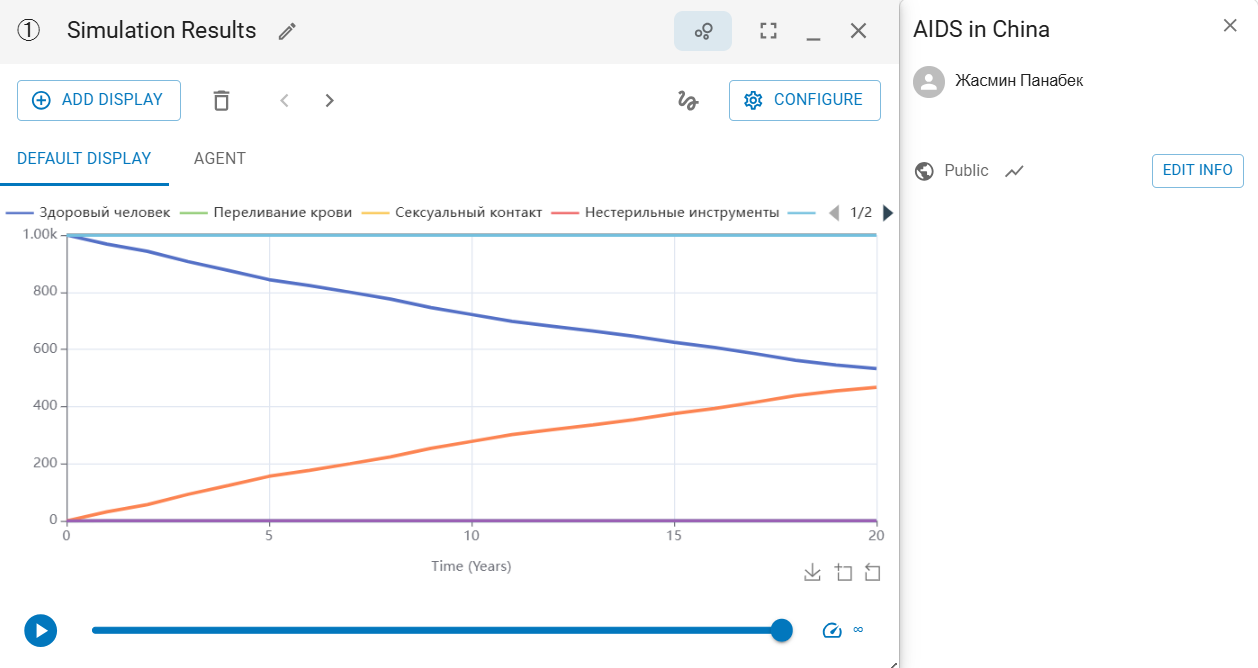 ① Simulation Results
ADD DISPLAY
CONFIGURE
DEFAULT DISPLAY AGENT
Здоровый человек Переливание крови Сексуальный контакт Нестерильные инструменты 1/2
1.00k
800
600
400
200
0
0 5 10 15 20
Time (Years)
∞
AIDS in China
Жасмин Панабек
Public
EDIT INFO